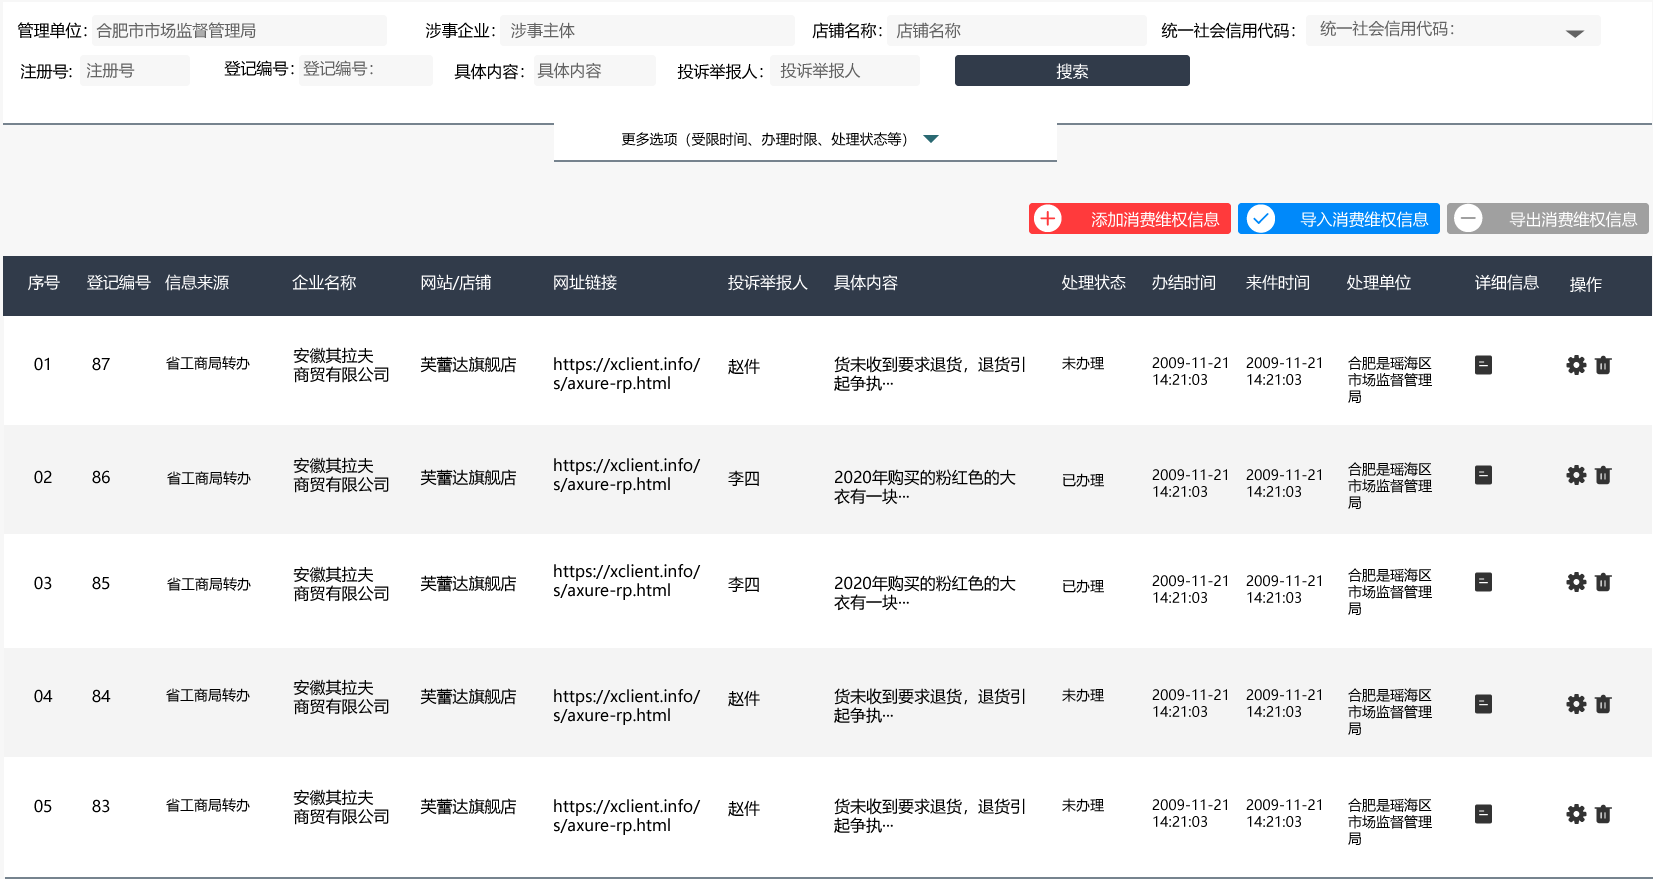 管理单位： 合肥市市场监督管理局 涉事企业： 涉事主体 店铺名称： 店铺名称 统一社会信用代码： 统一社会信用代码：
注册号: 注册号 登记编号： 登记编号： 具体内容： 具体内容 投诉举报人： 投诉举报人 搜索
更多选项（受限时间、办理时限、处理状态等）
添加消费维权信息 导入消费维权信息 导出消费维权信息
序号 登记编号 信息来源 企业名称 网站/店铺 网址链接 投诉举报人 具体内容 处理状态 办结时间 来件时间 处理单位 详细信息 操作
01 87 省工商局转办 安徽其拉夫 芙蕾达旗舰店 https://xclient.info/ 赵件 货未收到要求退货，退货引 未办理 2009-11-21 2009-11-21 合肥是瑶海区
商贸有限公司 s/axure-rp.html 起争执··· 14:21:03 14:21:03 市场监督管理
局
02 86 省工商局转办 安徽其拉夫 芙蕾达旗舰店 https://xclient.info/ 李四 2020年购买的粉红色的大 已办理 2009-11-21 2009-11-21 合肥是瑶海区
商贸有限公司 s/axure-rp.html 衣有一块··· 14:21:03 14:21:03 市场监督管理
局
03 85 省工商局转办 安徽其拉夫 芙蕾达旗舰店 https://xclient.info/ 李四 2020年购买的粉红色的大 已办理 2009-11-21 2009-11-21 合肥是瑶海区
商贸有限公司 s/axure-rp.html 衣有一块··· 14:21:03 14:21:03 市场监督管理
局
04 84 省工商局转办 安徽其拉夫 芙蕾达旗舰店 https://xclient.info/ 赵件 货未收到要求退货，退货引 未办理 2009-11-21 2009-11-21 合肥是瑶海区
商贸有限公司 s/axure-rp.html 起争执··· 14:21:03 14:21:03 市场监督管理
局
05 83 省工商局转办 安徽其拉夫 芙蕾达旗舰店 https://xclient.info/ 赵件 货未收到要求退货，退货引 未办理 2009-11-21 2009-11-21 合肥是瑶海区
商贸有限公司 s/axure-rp.html 起争执··· 14:21:03 14:21:03 市场监督管理
局